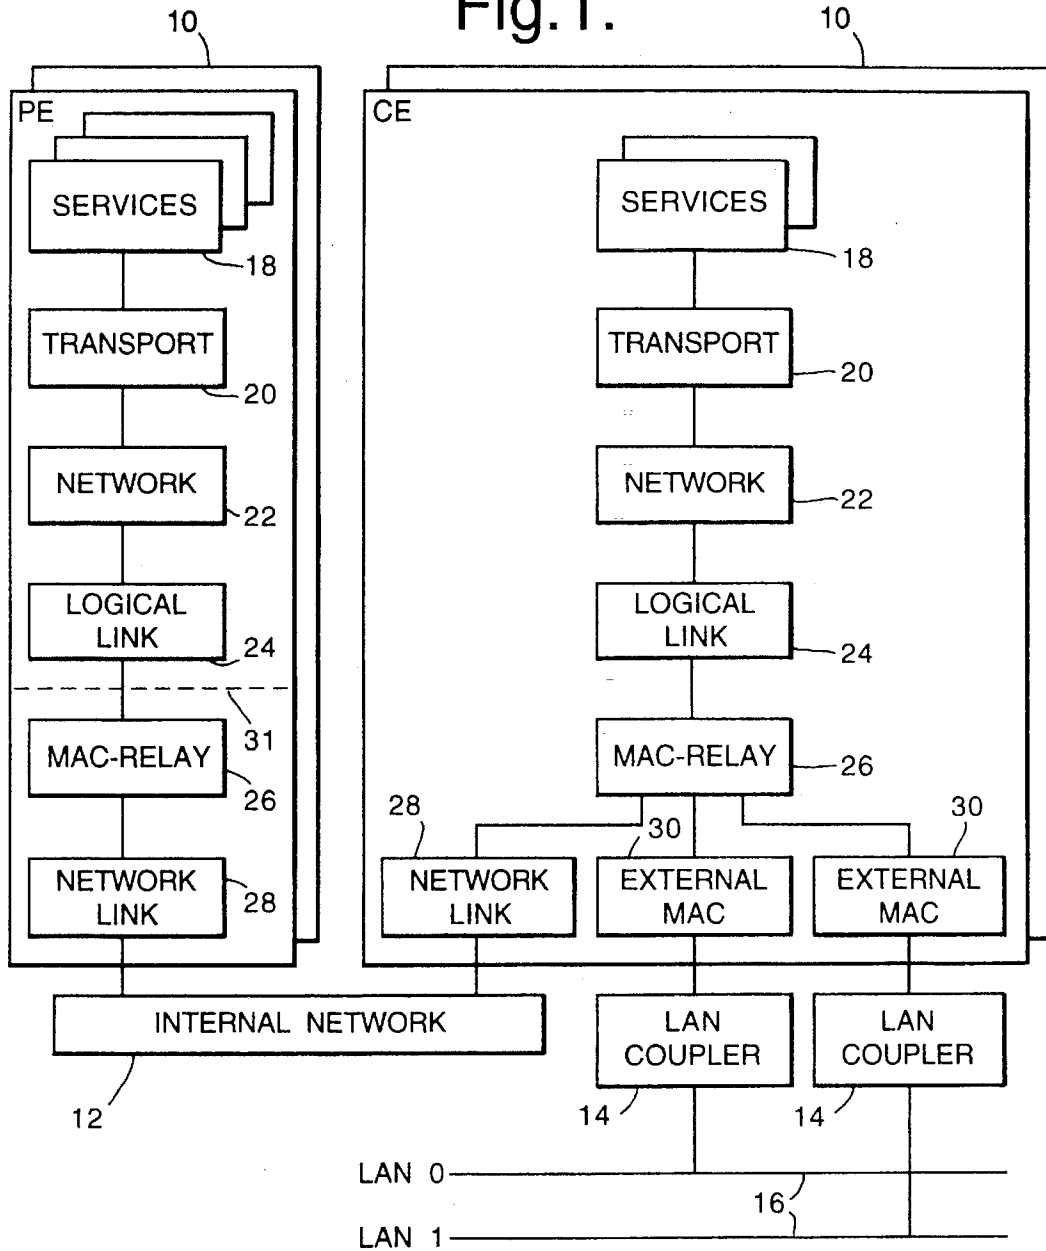 Fig.1.
10
10
PE
CE
SERVICES
18
TRANSPORT
20
NETWORK
22
LOGICAL
LINK
24
31
MAC-RELAY
26
NETWORK
LINK
28
SERVICES
18
TRANSPORT
20
NETWORK
22
LOGICAL
LINK
24
MAC-RELAY
26
28
30
30
NETWORK
LINK
EXTERNAL
MAC
EXTERNAL
MAC
INTERNAL NETWORK
12
LAN
COUPLER
14
LAN
COUPLER
14
LAN 0
16
LAN 1